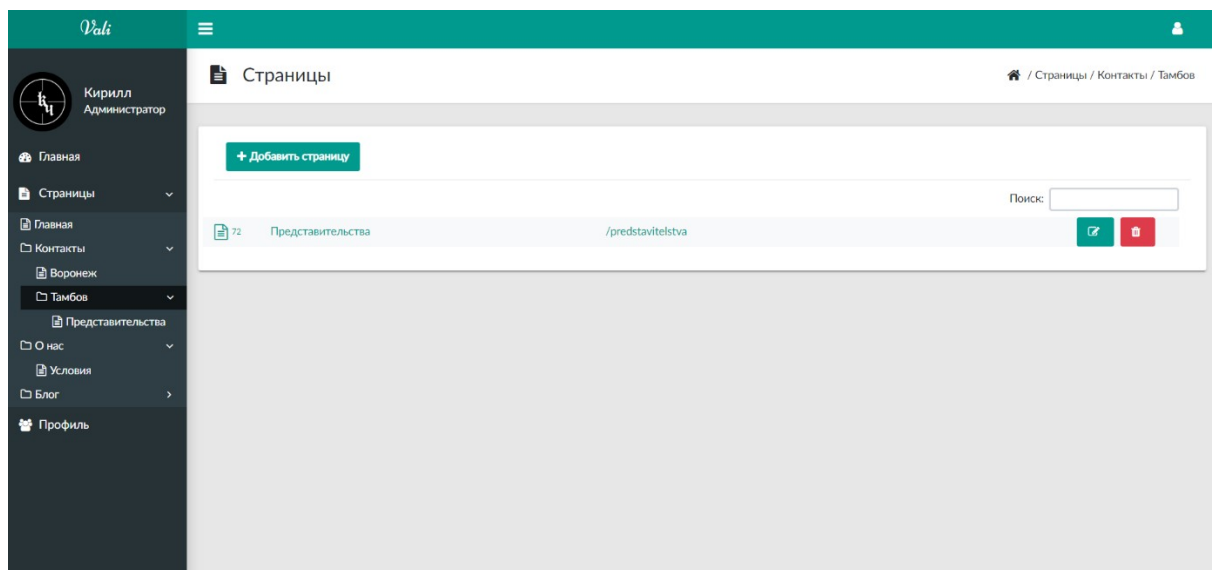 Vali
Кирилл
Администратор
Главная
Страницы
Главная
Контакты
Воронеж
Тамбов
Представительства
О нас
Условия
Блог
Профиль
Страницы
/ Страницы / Контакты / Тамбов
+ Добавить страницу
Поиск:
72 Представительства /predstavitelstva